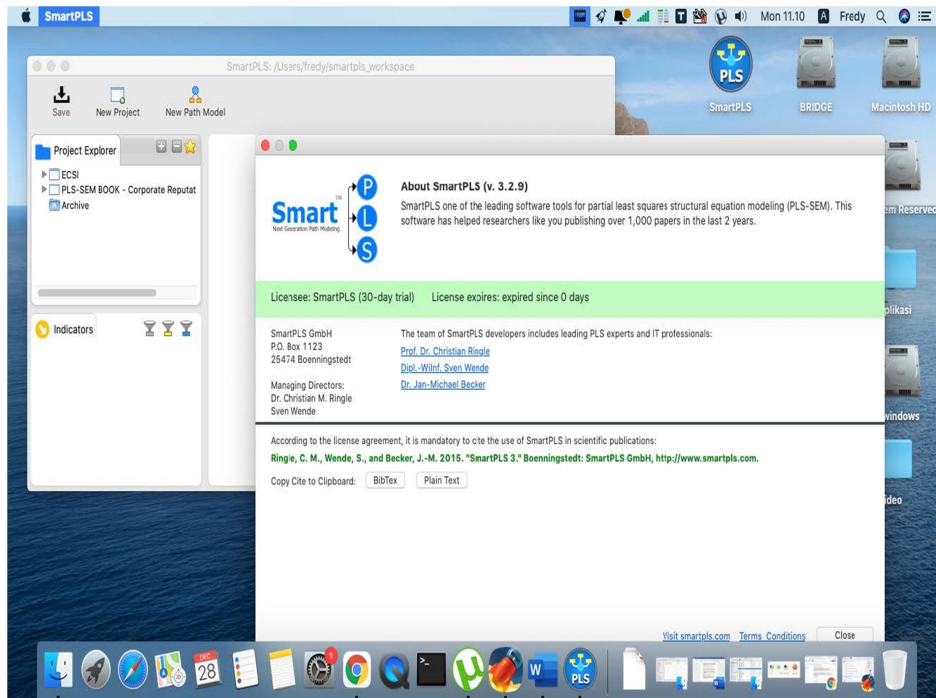 SmartPLS
Mon 11.10
A
Fredy
SmartPLS: /Users/fredy/smartpls_workspace
Save
New Project
New Path Model
PLS
SmartPLS
BRIDGE
Macintosh HD
Project Explorer
ECSI
PLS-SEM BOOK - Corporate Reputat
Archive
em Reserved
plikasi
windows
ideo
Indicators
Smart™
Next Generation Path Modeling
P
L
S
About SmartPLS (v. 3.2.9)
SmartPLS one of the leading software tools for partial least squares structural equation modeling (PLS-SEM). This
software has helped researchers like you publishing over 1,000 papers in the last 2 years.
Licensee: SmartPLS (30-day trial) License expires: expired since 0 days
SmartPLS GmbH
P.O. Box 1123
25474 Boenningstedt
Managing Directors:
Dr. Christian M. Ringle
Sven Wende
The team of SmartPLS developers includes leading PLS experts and IT professionals:
Prof. Dr. Christian Ringle
Dipl.-WiInf. Sven Wende
Dr. Jan-Michael Becker
According to the license agreement, it is mandatory to cite the use of SmartPLS in scientific publications:
Ringle, C. M., Wende, S., and Becker, J.-M. 2015. "SmartPLS 3." Boenningstedt: SmartPLS GmbH, http://www.smartpls.com.
Copy Cite to Clipboard:
BibTex
Plain Text
Visit smartpls.com
Terms Conditions
Close
DEC
28
1
W
PLS